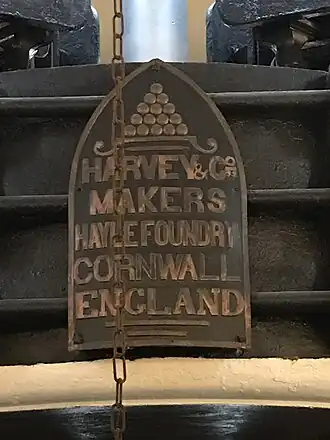 HARVEY & CO
MAKERS
HAYLE FOUNDRY
CORNWALL
ENGLAND